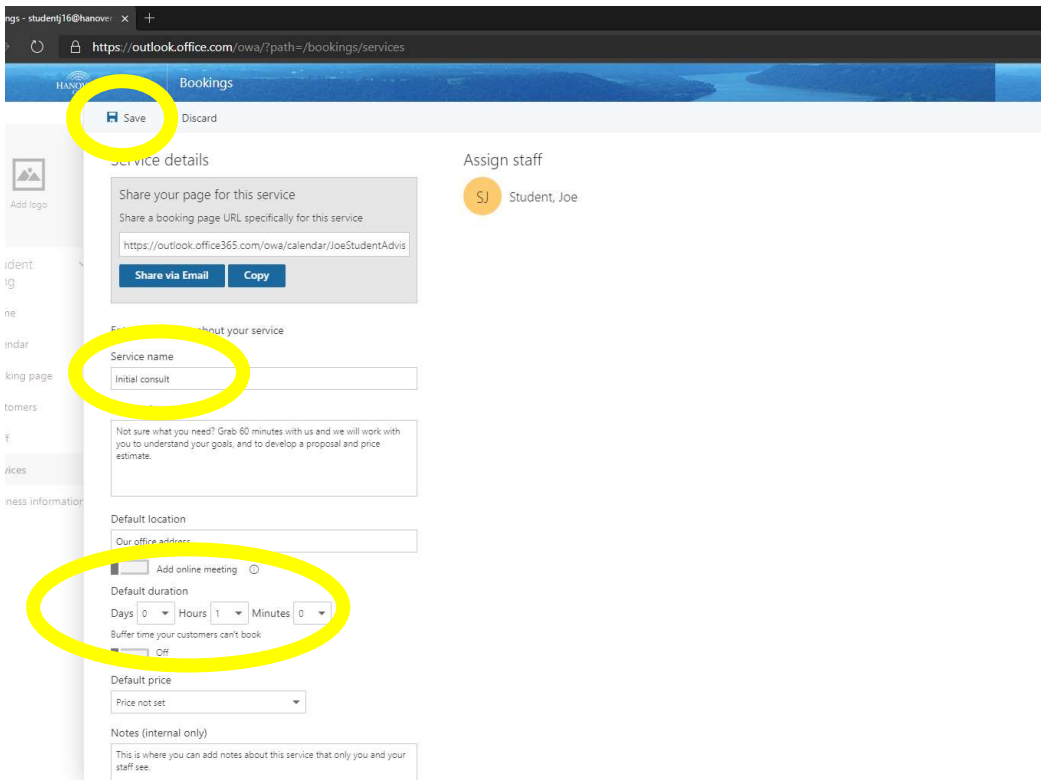 ngs - studentj16@hanover
https://outlook.office.com/owa/?path=/bookings/services
Bookings
Save Discard
Service details
Assign staff
Add logo
Share your page for this service
Share a booking page URL specifically for this service
SJ Student, Joe
https://outlook.office365.com/owa/calendar/JoeStudentAdvis
Share via Email Copy
about your service
Service name
Initial consult
Not sure what you need? Grab 60 minutes with us and we will work with
you to understand your goals, and to develop a proposal and price
estimate.
king page
tomers
vices
iness information
Default location
Our office address
Add online meeting
Default duration
Days 0 Hours 1 Minutes 0
Buffer time your customers can't book
Off
Default price
Price not set
Notes (internal only)
This is where you can add notes about this service that only you and your
staff see.